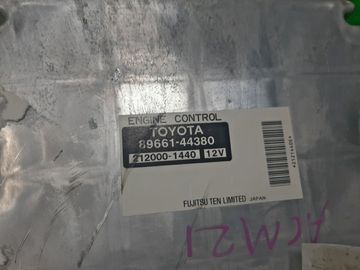 ENGINE CONTROL
TOYOTA
89661-44380
212000-1440 12V
FUJITSU TEN LIMITED JAPAN
ACM21